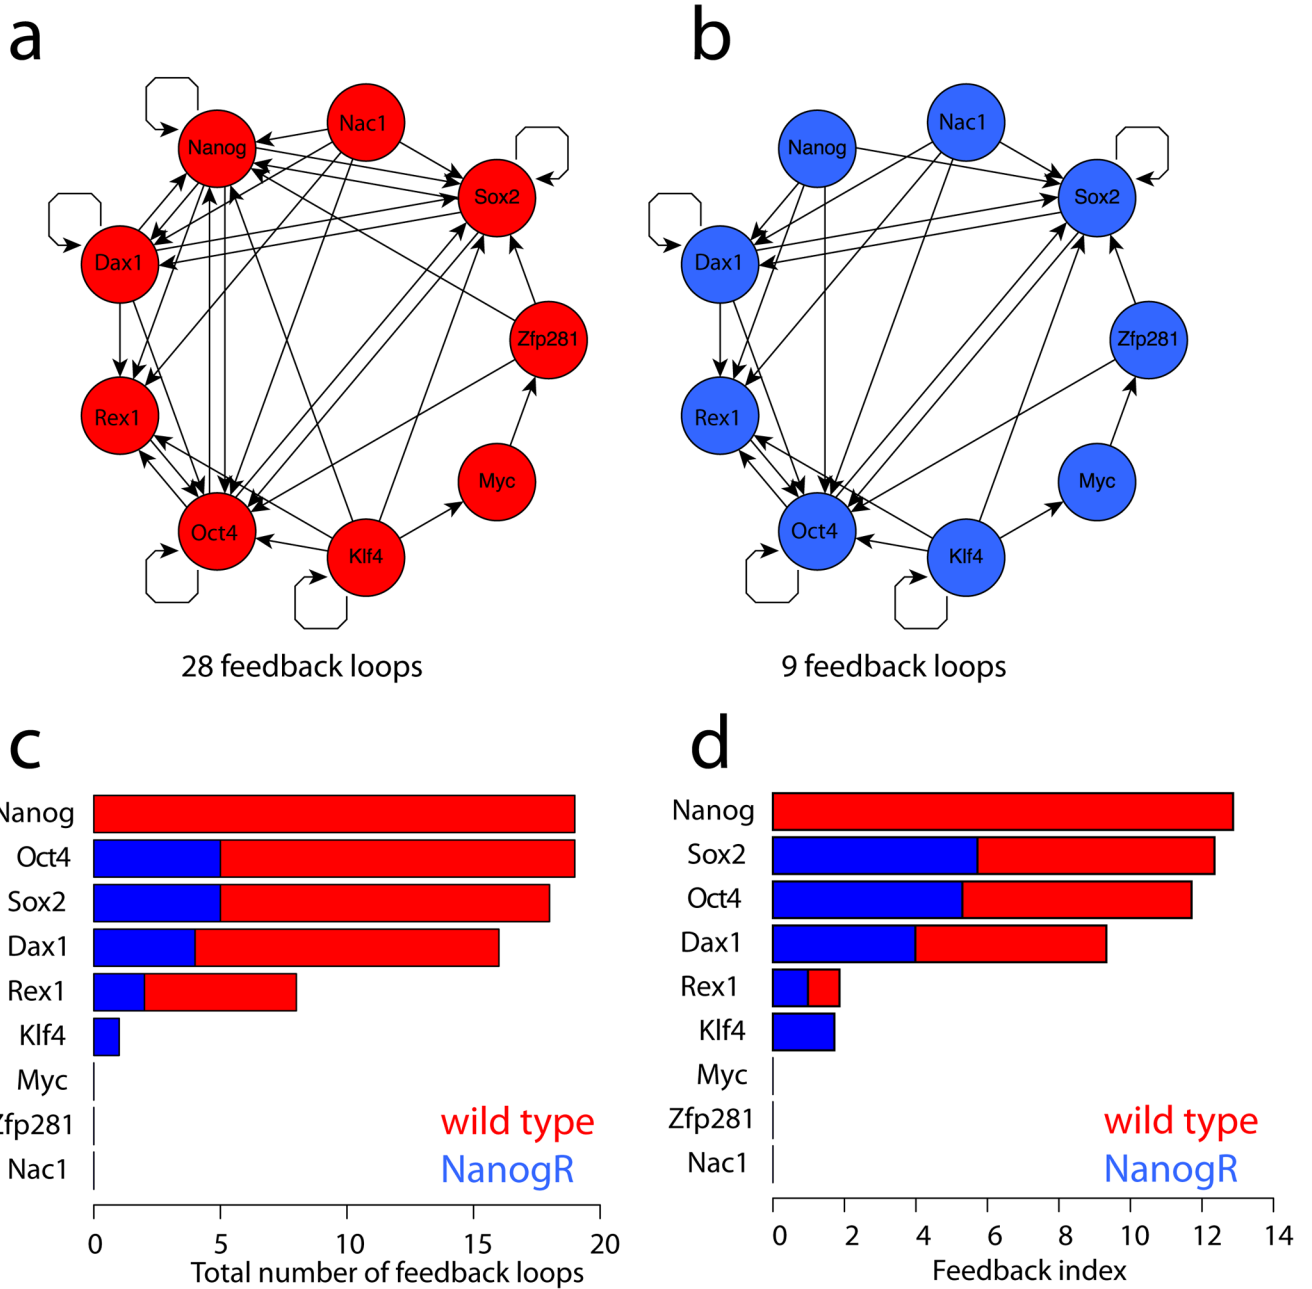 a
b
Nanog
Nac1
Sox2
Dax1
Zfp281
Rex1
Myc
Oct4
Klf4
28 feedback loops
Nanog
Nac1
Sox2
Dax1
Zfp281
Rex1
Myc
Oct4
Klf4
9 feedback loops
c
Nanog
Oct4
Sox2
Dax1
Rex1
Klf4
Myc
Zfp281
Nac1
wild type
NanogR
0 5 10 15 20
Total number of feedback loops
d
Nanog
Sox2
Oct4
Dax1
Rex1
Klf4
Myc
Zfp281
Nac1
wild type
NanogR
0 2 4 6 8 10 12 14
Feedback index